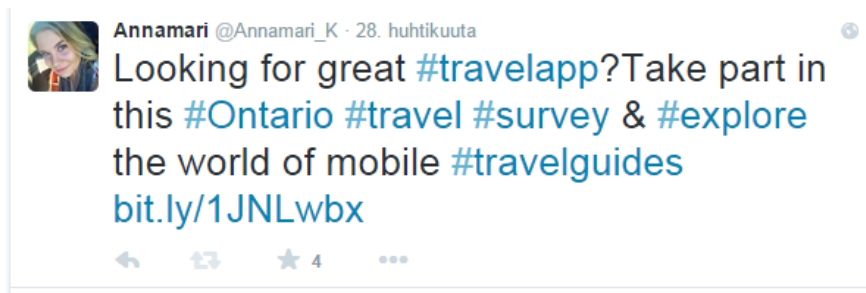 Annamari @Annamari_K · 28. huhtikuuta
Looking for great #travelapp?Take part in
this #Ontario #travel #survey & #explore
the world of mobile #travelguides
bit.ly/1JNLwbx
4